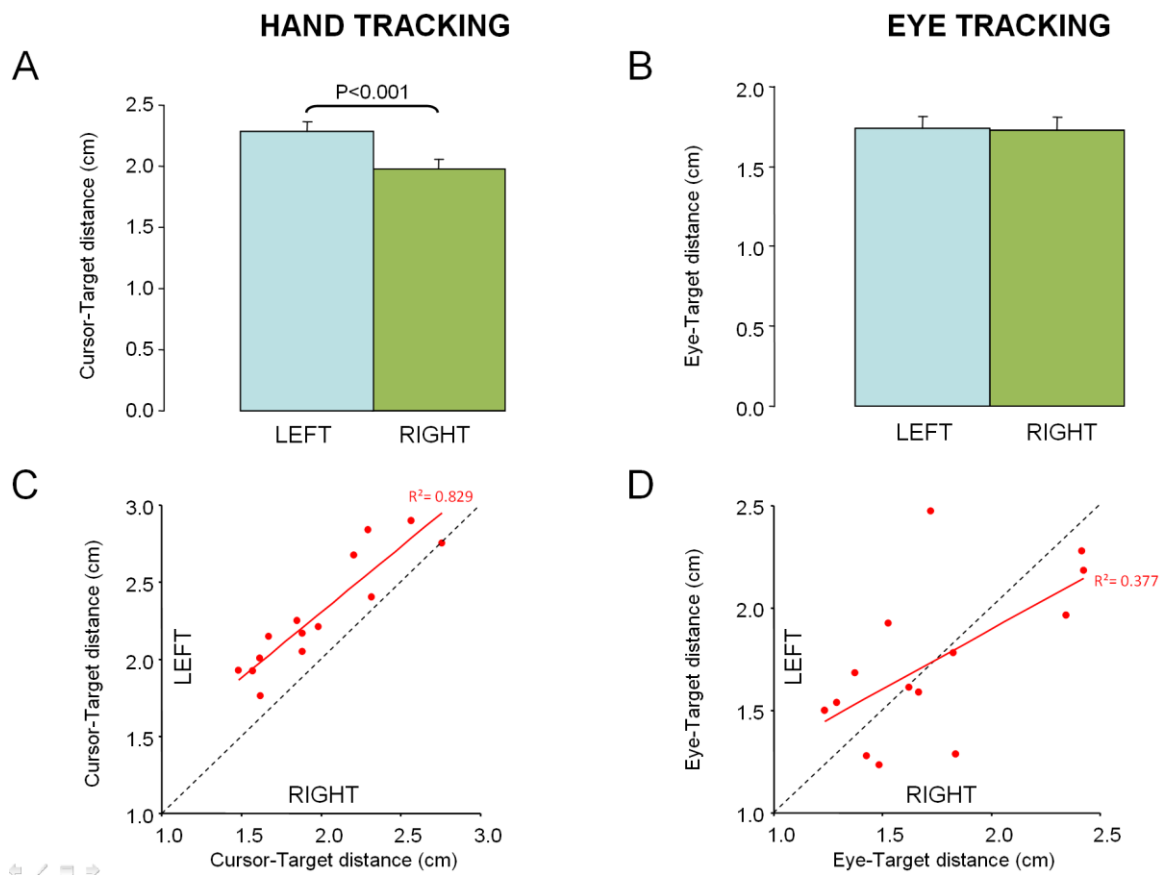 HAND TRACKING
EYE TRACKING
A
P<0.001
Cursor-Target distance (cm)
2.5
2.0
1.5
1.0
0.5
0.0
LEFT RIGHT
B
Eye-Target distance (cm)
2.0
1.5
1.0
0.5
0.0
LEFT RIGHT
C
R²= 0.829
Cursor-Target distance (cm)
LEFT
3.0
2.5
2.0
1.5
1.0
RIGHT
1.0 1.5 2.0 2.5 3.0
Cursor-Target distance (cm)
D
R²= 0.377
Eye-Target distance (cm)
LEFT
2.5
2.0
1.5
1.0
RIGHT
1.0 1.5 2.0 2.5
Eye-Target distance (cm)